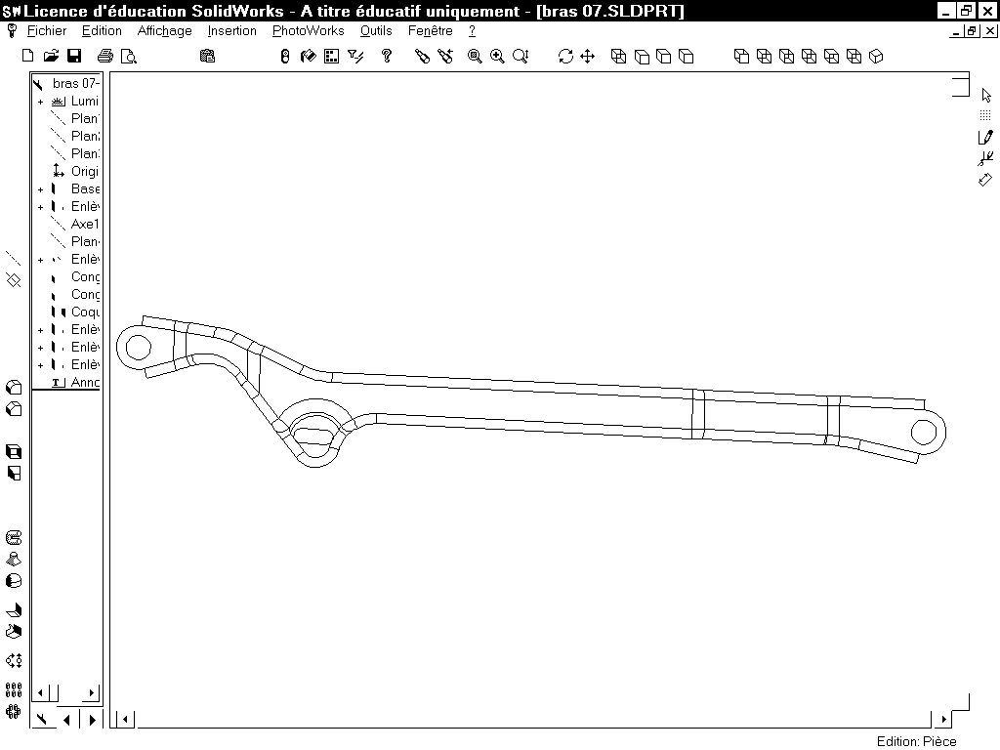 SW Licence d'éducation SolidWorks - A titre éducatif uniquement - [bras 07.SLDPRT]
Fichier Edition Affichage Insertion PhotoWorks Outils Fenêtre ?
bras 07-
Lumi
Plan
Plan
Plan
Origi
Base
Enlè
Axe1
Plan
Enlè
Cong
Cong
Coqu
Enlè
Enlè
Enlè
T Anno
Edition: Pièce